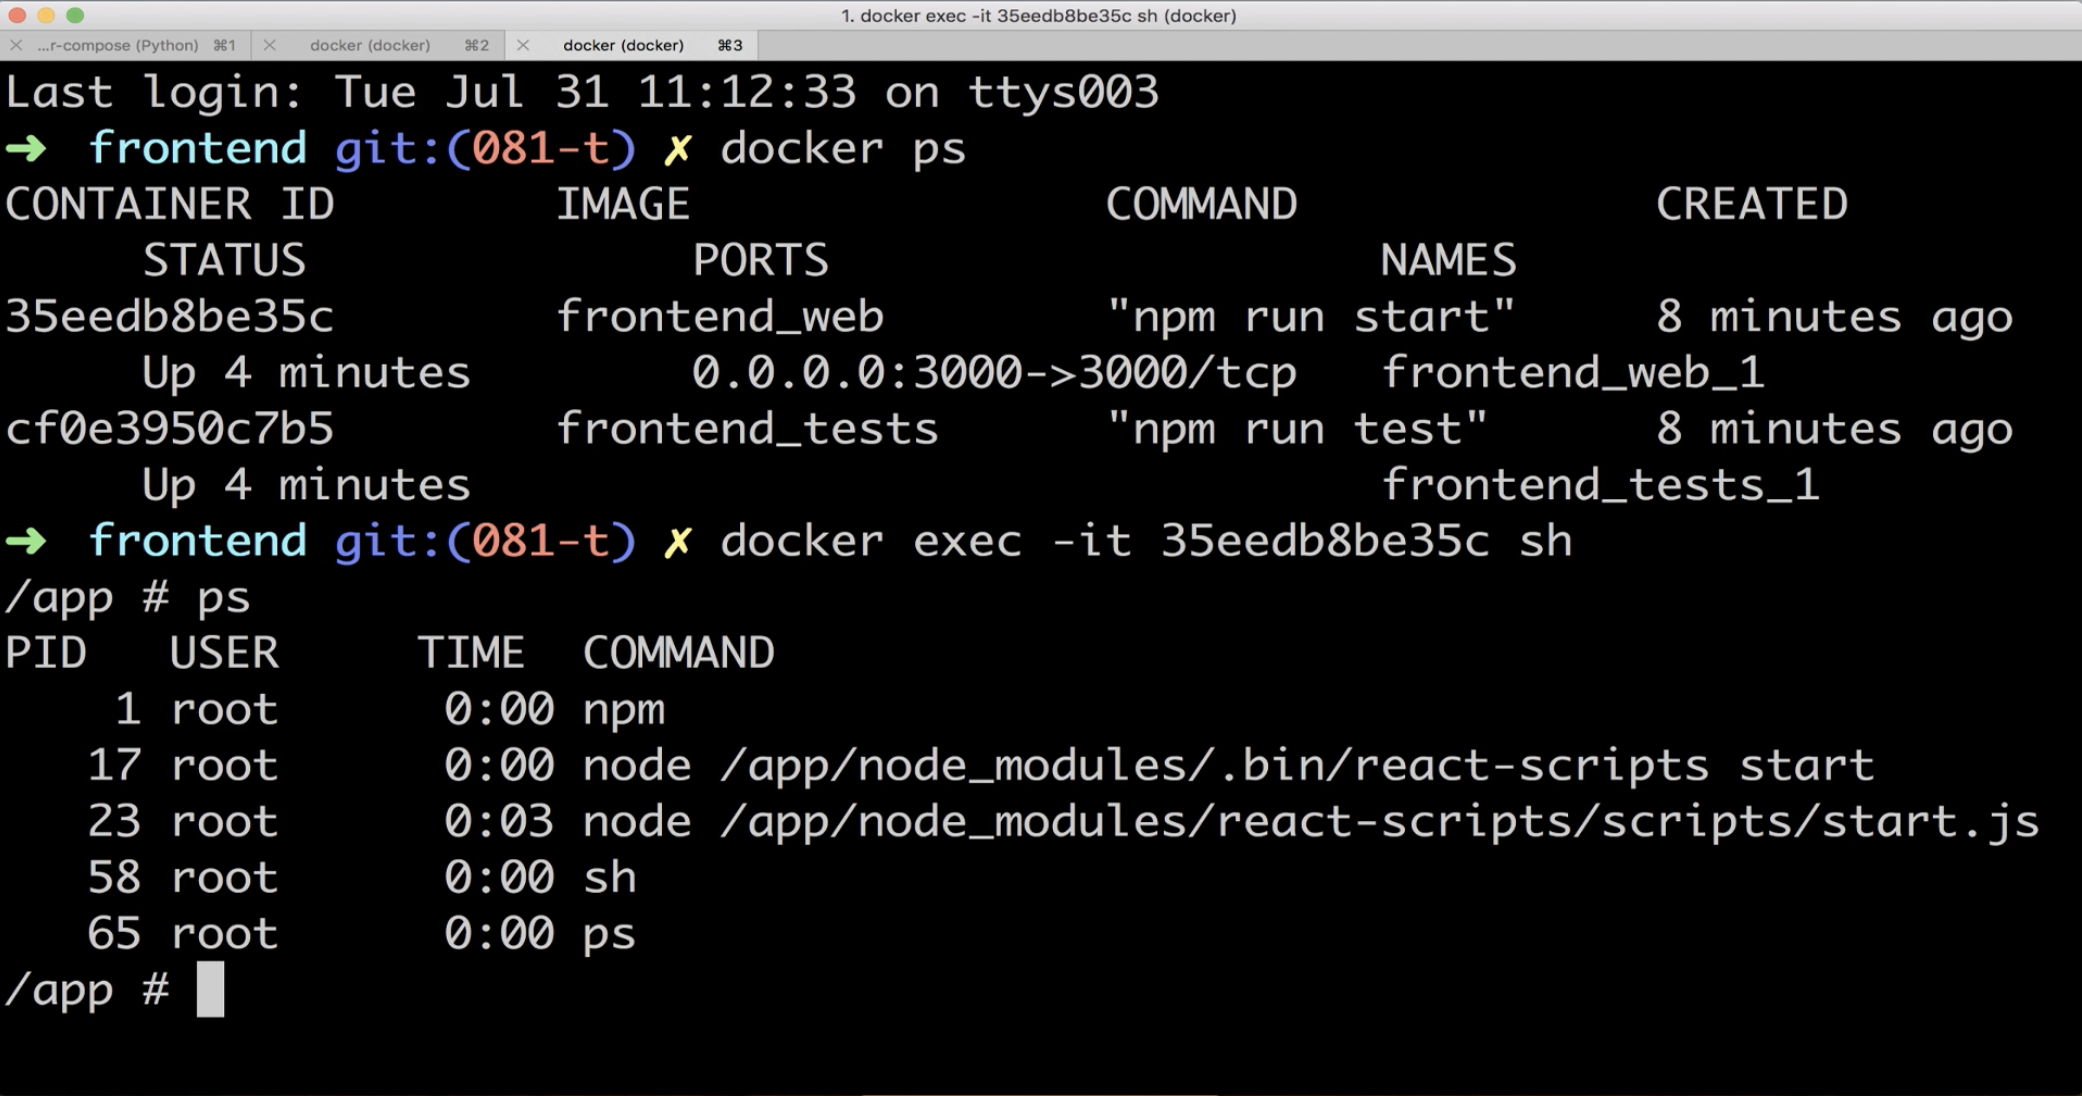 1. docker exec -it 35eedb8be35c sh (docker)
...r-compose (Python) ⌘1 docker (docker) ⌘2 docker (docker) ⌘3
Last login: Tue Jul 31 11:12:33 on ttys003
➜ frontend git:(081-t) ✗ docker ps
CONTAINER ID IMAGE COMMAND CREATED
STATUS PORTS NAMES
35eedb8be35c frontend_web "npm run start" 8 minutes ago
Up 4 minutes 0.0.0.0:3000->3000/tcp frontend_web_1
cf0e3950c7b5 frontend_tests "npm run test" 8 minutes ago
Up 4 minutes frontend_tests_1
➜ frontend git:(081-t) ✗ docker exec -it 35eedb8be35c sh
/app # ps
PID USER TIME COMMAND
1 root 0:00 npm
17 root 0:00 node /app/node_modules/.bin/react-scripts start
23 root 0:03 node /app/node_modules/react-scripts/scripts/start.js
58 root 0:00 sh
65 root 0:00 ps
/app #